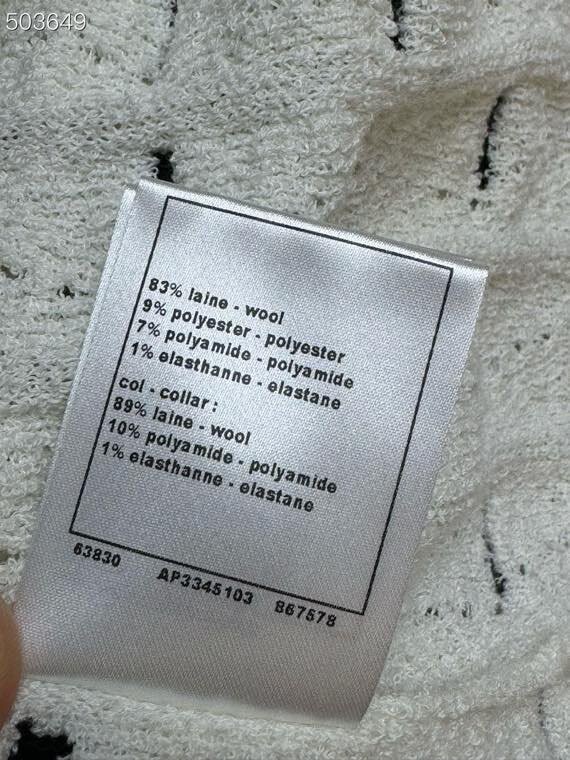 503649
83% laine - wool
9% polyester - polyester
7% polyamide - polyamide
1% elasthanne - elastane
col - collar :
89% laine - wool
10% polyamide - polyamide
1% elasthanne - elastane
63830 AP3345103 867578